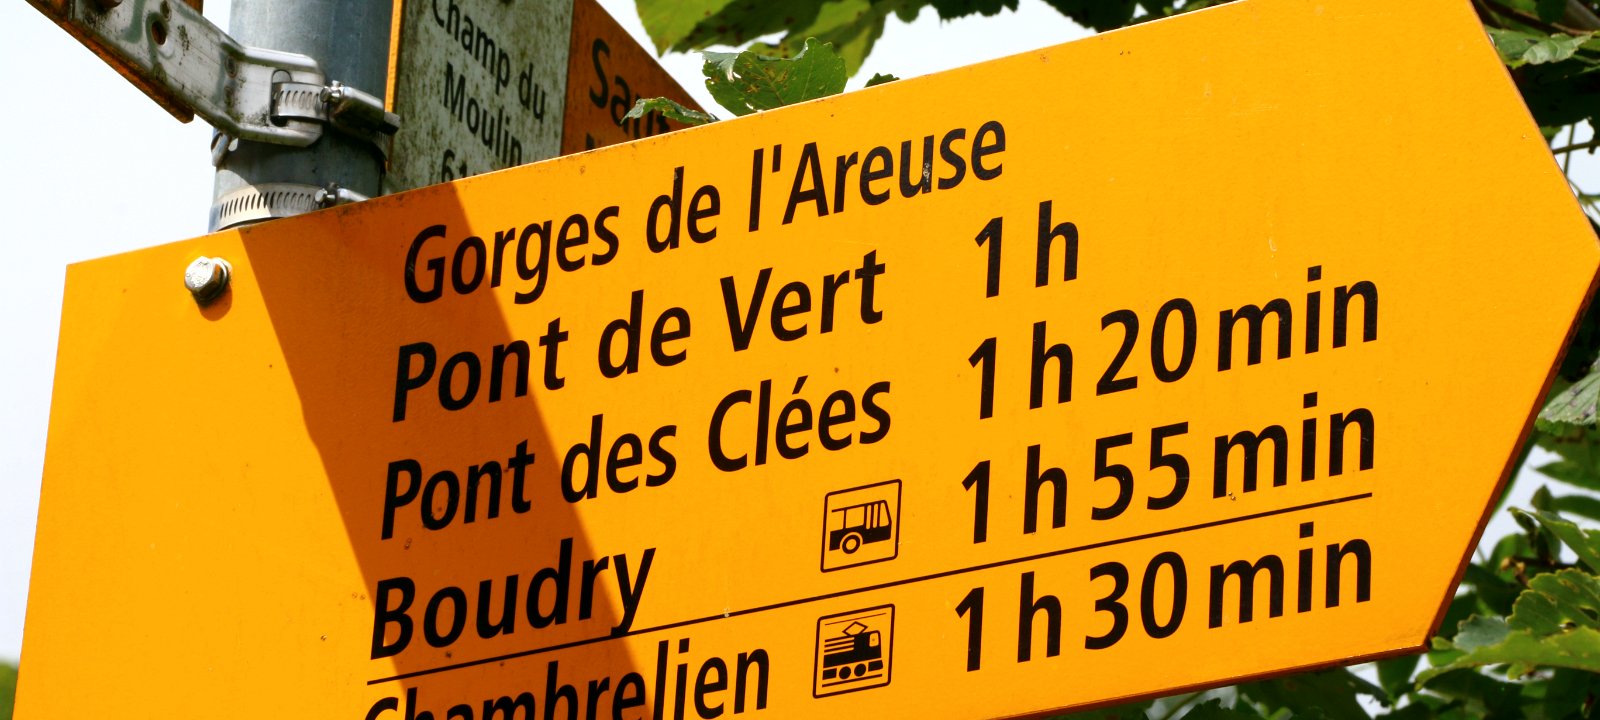 Champ du
Moulin
Gorges de l'Areuse
Pont de Vert 1 h
Pont des Clées 1 h 20 min
Boudry 1 h 55 min
Chambrelien 1 h 30 min